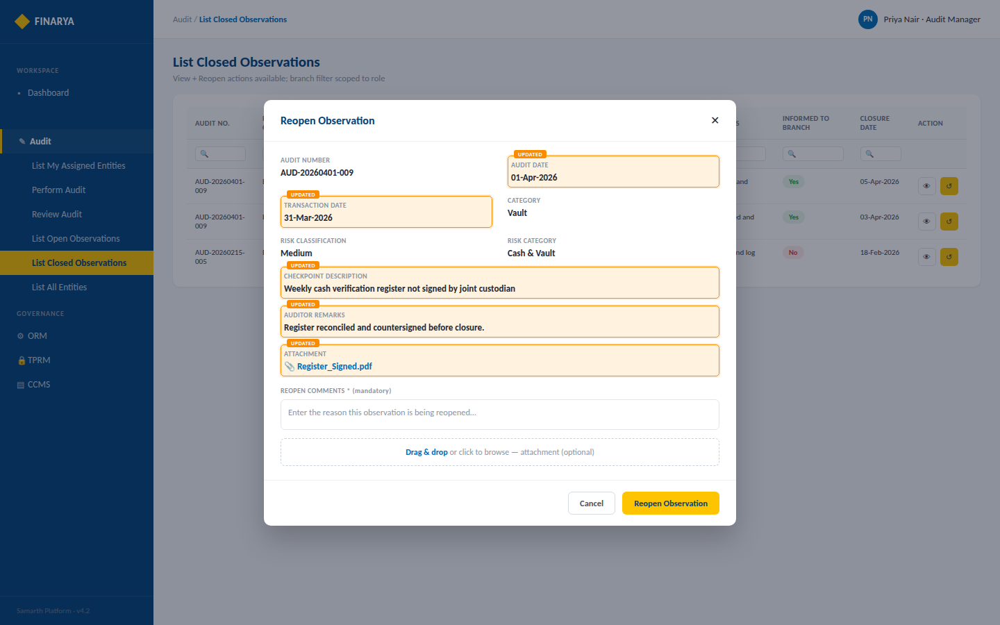 FINARYA
WORKSPACE
Dashboard
Audit
List My Assigned Entities
Perform Audit
Review Audit
List Open Observations
List Closed Observations
List All Entities
GOVERNANCE
ORM
TPRM
CCMS
Samarth Platform · v4.2
Audit / List Closed Observations
PN
Priya Nair · Audit Manager
List Closed Observations
View + Reopen actions available; branch filter scoped to role
AUDIT NO.
INFORMED TO
BRANCH
CLOSURE
DATE
ACTION
AUD-20260401-
009
and
Yes
05-Apr-2026
AUD-20260401-
009
d and
Yes
03-Apr-2026
AUD-20260215-
005
nd log
No
18-Feb-2026
Reopen Observation
AUDIT NUMBER
AUD-20260401-009
UPDATED
AUDIT DATE
01-Apr-2026
UPDATED
TRANSACTION DATE
31-Mar-2026
CATEGORY
Vault
RISK CLASSIFICATION
Medium
RISK CATEGORY
Cash & Vault
UPDATED
CHECKPOINT DESCRIPTION
Weekly cash verification register not signed by joint custodian
UPDATED
AUDITOR REMARKS
Register reconciled and countersigned before closure.
UPDATED
ATTACHMENT
Register_Signed.pdf
REOPEN COMMENTS * (mandatory)
Enter the reason this observation is being reopened...
Drag & drop or click to browse — attachment (optional)
Cancel
Reopen Observation